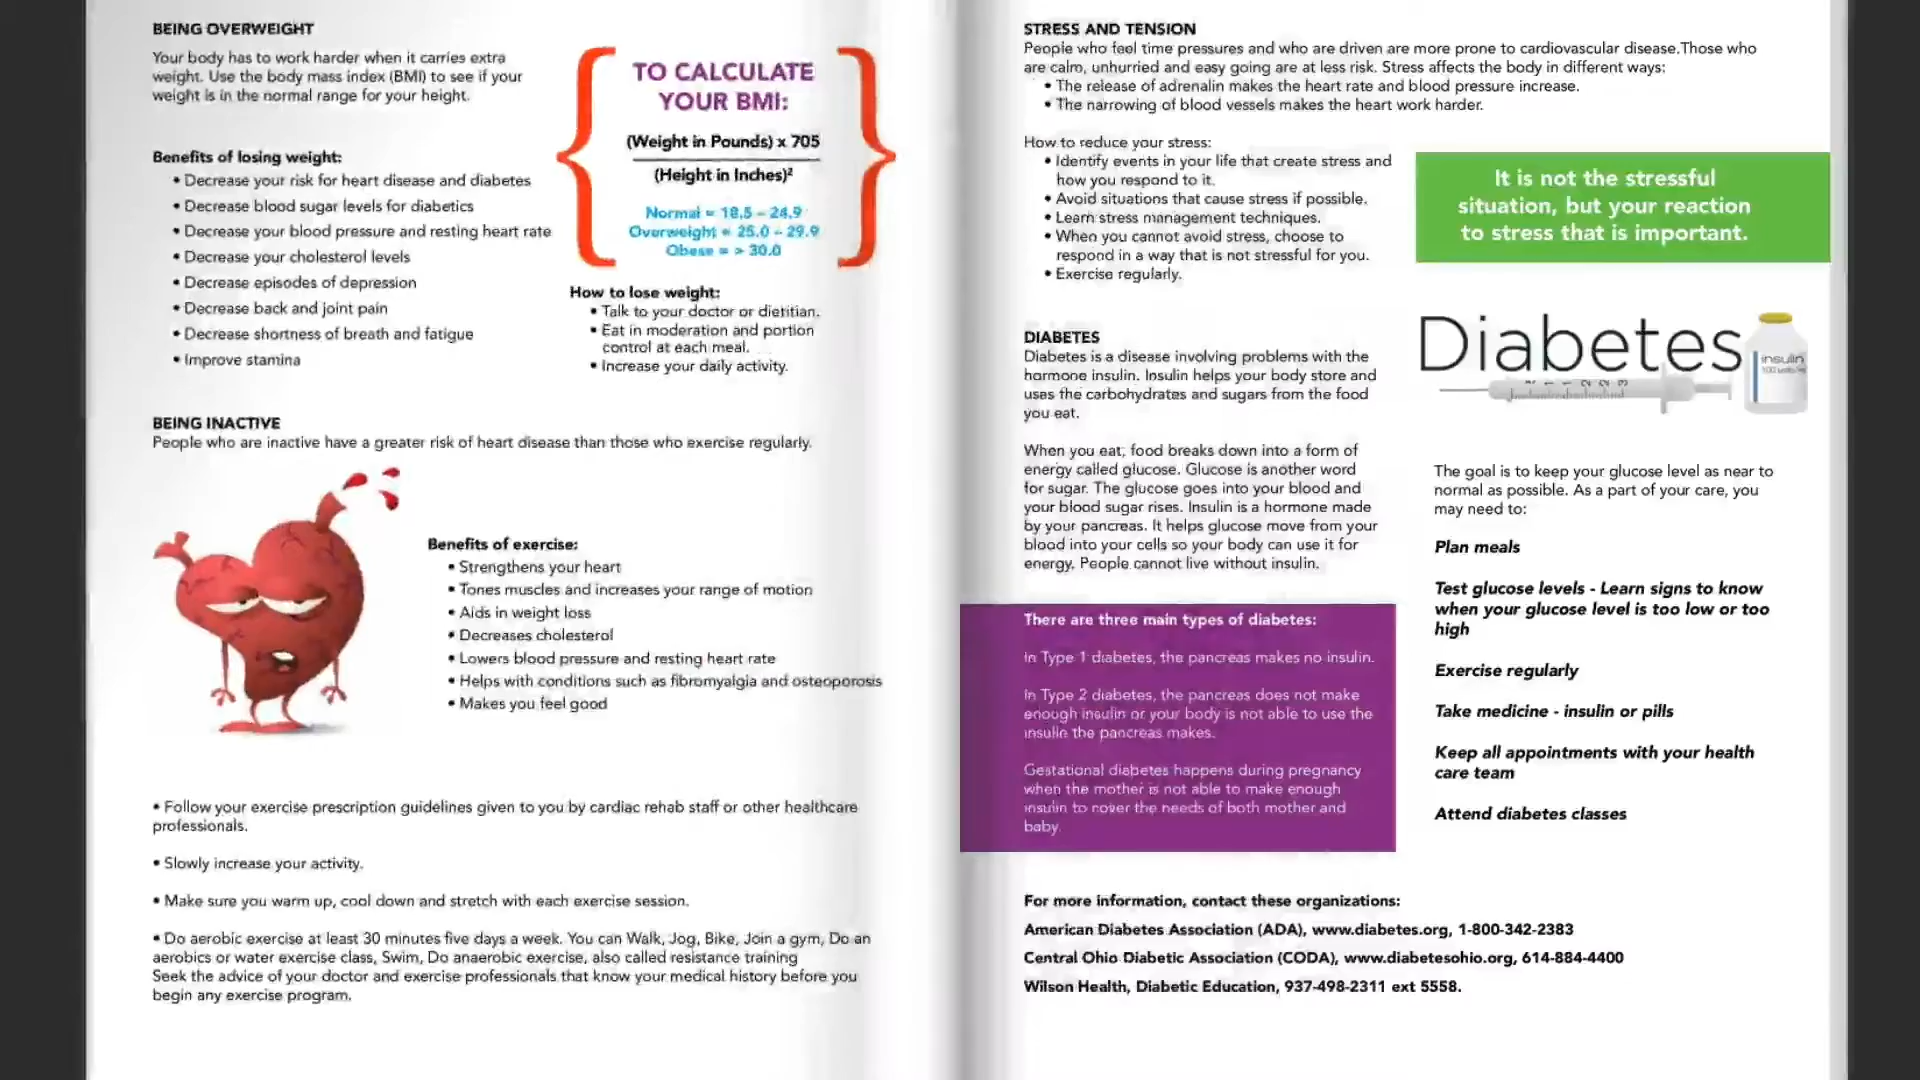 BEING OVERWEIGHT
Your body has to work harder when it carries extra
weight. Use the body mass index (BMI) to see if your
weight is in the normal range for your height.
Benefits of losing weight:
• Decrease your risk for heart disease and diabetes
• Decrease blood sugar levels for diabetics
• Decrease your blood pressure and resting heart rate
• Decrease your cholesterol levels
• Decrease episodes of depression
• Decrease back and joint pain
• Decrease shortness of breath and fatigue
• Improve stamina
TO CALCULATE
YOUR BMI:
(Weight in Pounds) x 705
(Height in Inches)²
Normal = 18.5 – 24.9
Overweight = 25.0 – 29.9
Obese = > 30.0
How to lose weight:
• Talk to your doctor or dietitian.
• Eat in moderation and portion
control at each meal.
• Increase your daily activity.
BEING INACTIVE
People who are inactive have a greater risk of heart disease than those who exercise regularly.
Benefits of exercise:
• Strengthens your heart
• Tones muscles and increases your range of motion
• Aids in weight loss
• Decreases cholesterol
• Lowers blood pressure and resting heart rate
• Helps with conditions such as fibromyalgia and osteoporosis
• Makes you feel good
• Follow your exercise prescription guidelines given to you by cardiac rehab staff or other healthcare
professionals.
• Slowly increase your activity.
• Make sure you warm up, cool down and stretch with each exercise session.
• Do aerobic exercise at least 30 minutes five days a week. You can Walk, Jog, Bike, Join a gym, Do an
aerobics or water exercise class, Swim, Do anaerobic exercise, also called resistance training
Seek the advice of your doctor and exercise professionals that know your medical history before you
begin any exercise program.
STRESS AND TENSION
People who feel time pressures and who are driven are more prone to cardiovascular disease.Those who
are calm, unhurried and easy going are at less risk. Stress affects the body in different ways:
• The release of adrenalin makes the heart rate and blood pressure increase.
• The narrowing of blood vessels makes the heart work harder.
How to reduce your stress:
• Identify events in your life that create stress and
how you respond to it.
• Avoid situations that cause stress if possible.
• Learn stress management techniques.
• When you cannot avoid stress, choose to
respond in a way that is not stressful for you.
• Exercise regularly.
It is not the stressful
situation, but your reaction
to stress that is important.
DIABETES
Diabetes is a disease involving problems with the
hormone insulin. Insulin helps your body store and
uses the carbohydrates and sugars from the food
you eat.
When you eat, food breaks down into a form of
energy called glucose. Glucose is another word
for sugar. The glucose goes into your blood and
your blood sugar rises. Insulin is a hormone made
by your pancreas. It helps glucose move from your
blood into your cells so your body can use it for
energy. People cannot live without insulin.
There are three main types of diabetes:
In Type 1 diabetes, the pancreas makes no insulin.
In Type 2 diabetes, the pancreas does not make
enough insulin or your body is not able to use the
insulin the pancreas makes.
Gestational diabetes happens during pregnancy
when the mother is not able to make enough
insulin to cover the needs of both mother and
baby.
Diabetes
insulin
The goal is to keep your glucose level as near to
normal as possible. As a part of your care, you
may need to:
Plan meals
Test glucose levels - Learn signs to know
when your glucose level is too low or too
high
Exercise regularly
Take medicine - insulin or pills
Keep all appointments with your health
care team
Attend diabetes classes
For more information, contact these organizations:
American Diabetes Association (ADA), www.diabetes.org, 1-800-342-2383
Central Ohio Diabetic Association (CODA), www.diabetesohio.org, 614-884-4400
Wilson Health, Diabetic Education, 937-498-2311 ext 5558.